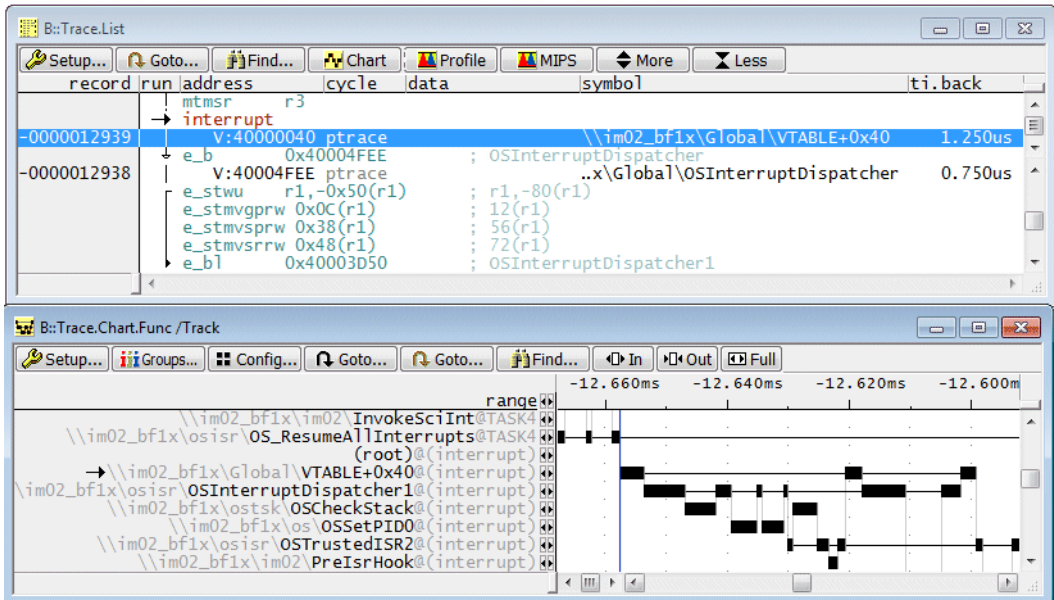 B::Trace.List
Setup... Goto... Find... Chart Profile MIPS More Less
record run address cycle data symbol ti.back
mtmsr r3
interrupt
-0000012939 V:40000040 ptrace \\im02_bf1x\Global\VTABLE+0x40 1.250us
e_b 0x40004FEE ; OSInterruptDispatcher
-0000012938 V:40004FEE ptrace ..x\Global\OSInterruptDispatcher 0.750us
e_stwu r1,-0x50(r1) ; r1,-80(r1)
e_stmvgprw 0x0C(r1) ; 12(r1)
e_stmvsprw 0x38(r1) ; 56(r1)
e_stmvsrrw 0x48(r1) ; 72(r1)
e_bl 0x40003D50 ; OSInterruptDispatcher1
B::Trace.Chart.Func /Track
Setup... Groups... Config... Goto... Goto... Find... In Out Full
-12.660ms -12.640ms -12.620ms -12.600m
range
\\im02_bf1x\im02\InvokeSciInt@TASK4
\\im02_bf1x\osisr\OS_ResumeAllInterrupts@TASK4
(root)@(interrupt)
\\im02_bf1x\Global\VTABLE+0x40@(interrupt)
\im02_bf1x\osisr\OSInterruptDispatcher1@(interrupt)
\\im02_bf1x\ostsk\OSCheckStack@(interrupt)
\\im02_bf1x\os\OSSetPID0@(interrupt)
\\im02_bf1x\osisr\OSTrustedISR2@(interrupt)
\\im02_bf1x\im02\PreIsrHook@(interrupt)